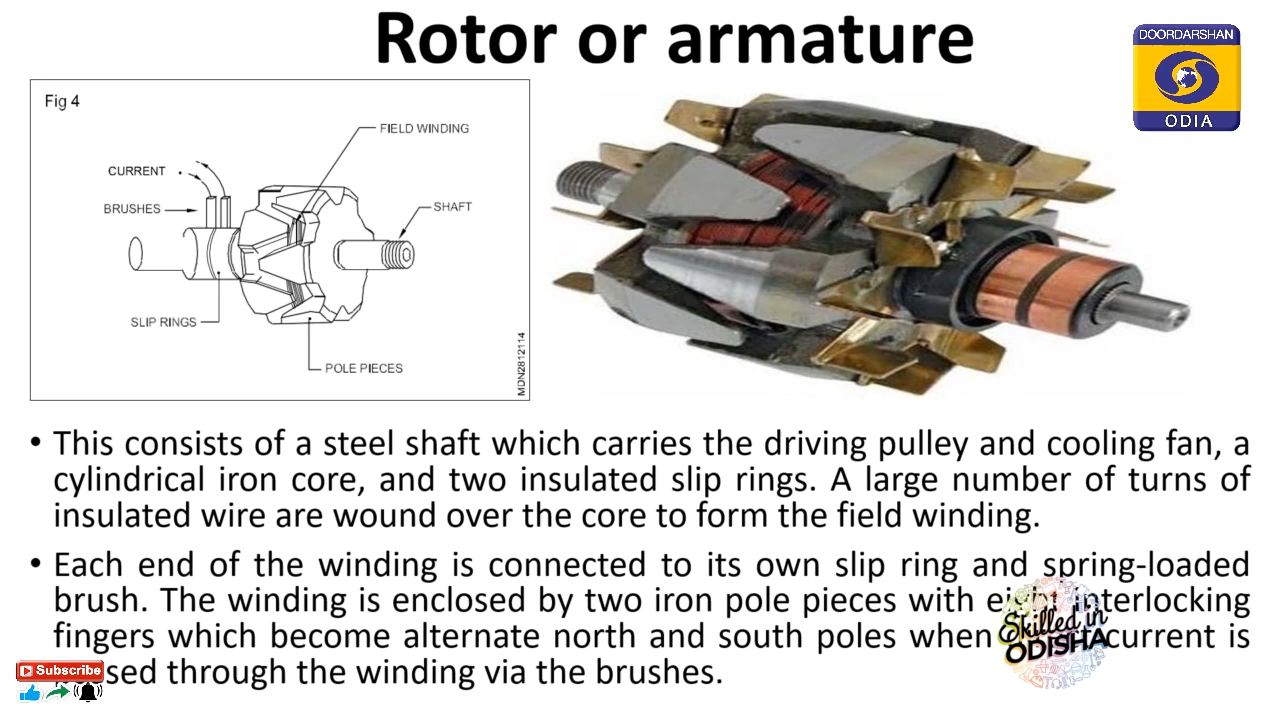 Rotor or armature
DOORDARSHAN
ODIA
Fig 4
FIELD WINDING
CURRENT
BRUSHES
SHAFT
SLIP RINGS
POLE PIECES
MDN2812114
• This consists of a steel shaft which carries the driving pulley and cooling fan, a
cylindrical iron core, and two insulated slip rings. A large number of turns of
insulated wire are wound over the core to form the field winding.
• Each end of the winding is connected to its own slip ring and spring-loaded
brush. The winding is enclosed by two iron pole pieces with eight interlocking
fingers which become alternate north and south poles when current is
passed through the winding via the brushes.
Skilled in
ODISHA
Subscribe